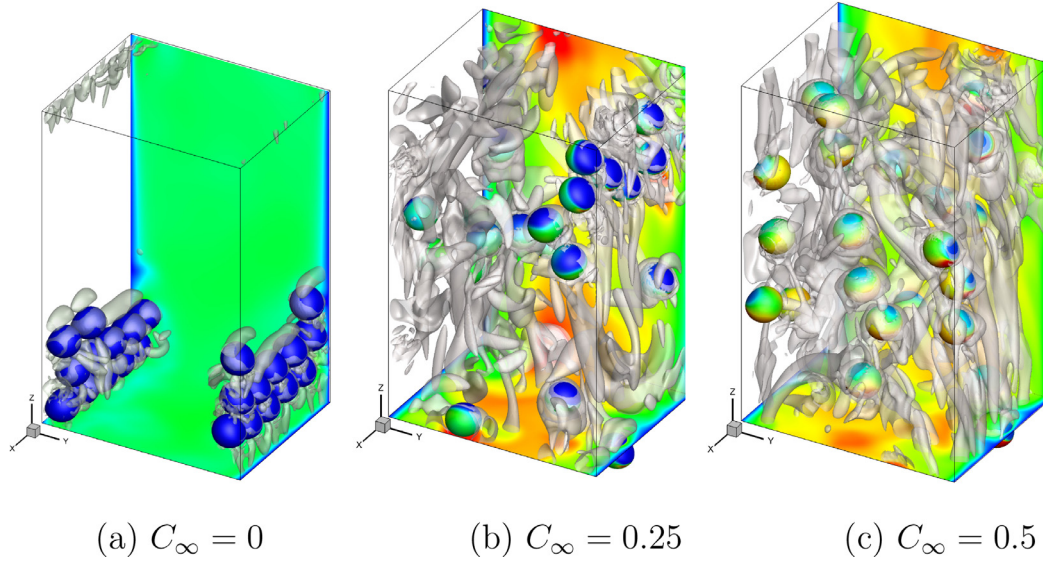 Z
X
Y
Z
X
Y
Z
X
Y
(a) C∞ = 0
(b) C∞ = 0.25
(c) C∞ = 0.5